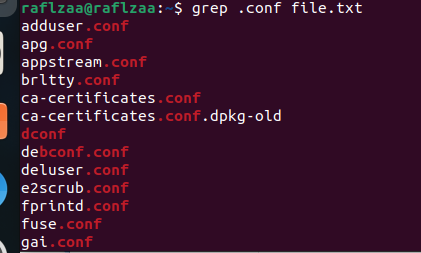 raflzaa@raflzaa:~$ grep .conf file.txt
adduser.conf
apg.conf
appstream.conf
brltty.conf
ca-certificates.conf
ca-certificates.conf.dpkg-old
dconf
debconf.conf
deluser.conf
e2scrub.conf
fprintd.conf
fuse.conf
gai.conf